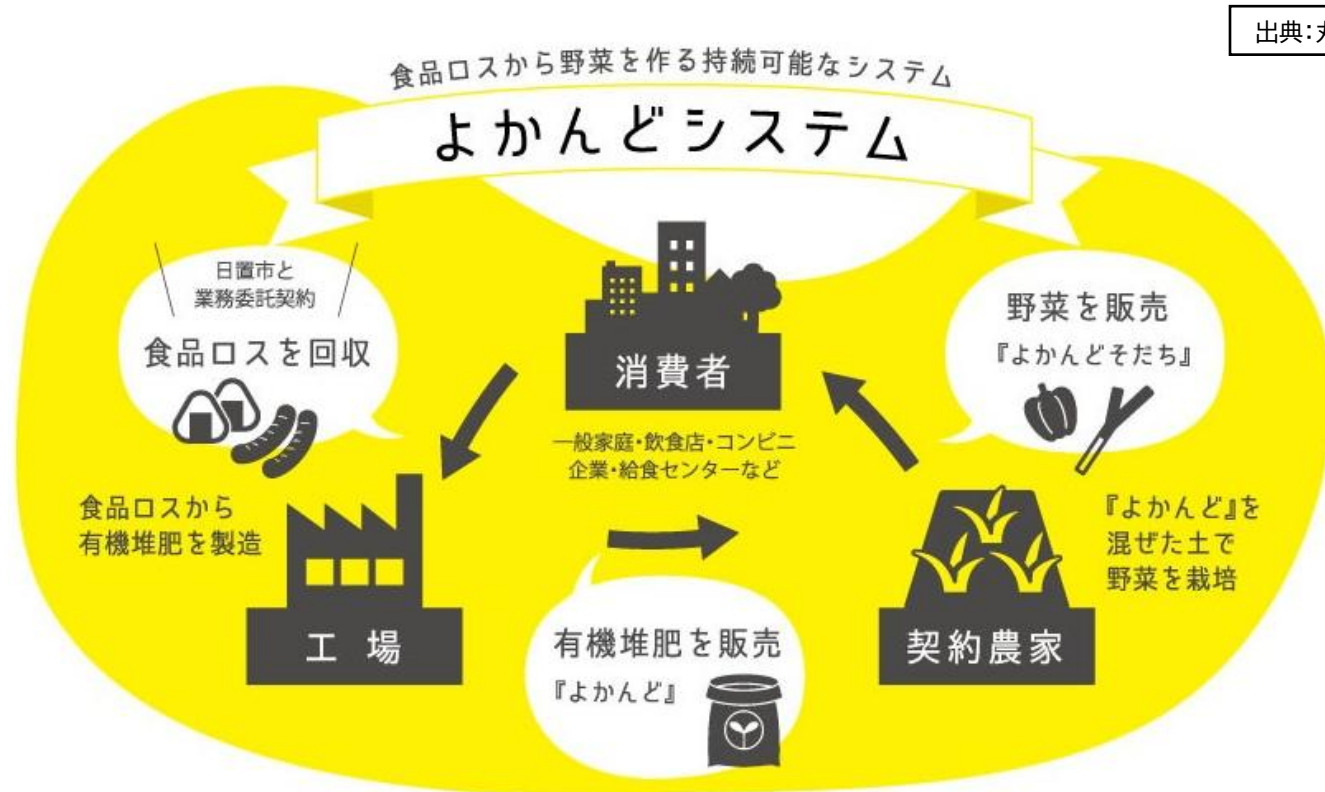 出典:
食品ロスから野菜を作る持続可能なシステム
よかんどシステム
日置市と
業務委託契約
食品ロスを回収
食品ロスから
有機堆肥を製造
工場
消費者
一般家庭・飲食店・コンビニ
企業・給食センターなど
有機堆肥を販売
『よかんど』
野菜を販売
『よかんどそだち』
『よかんど』を
混ぜた土で
野菜を栽培
契約農家